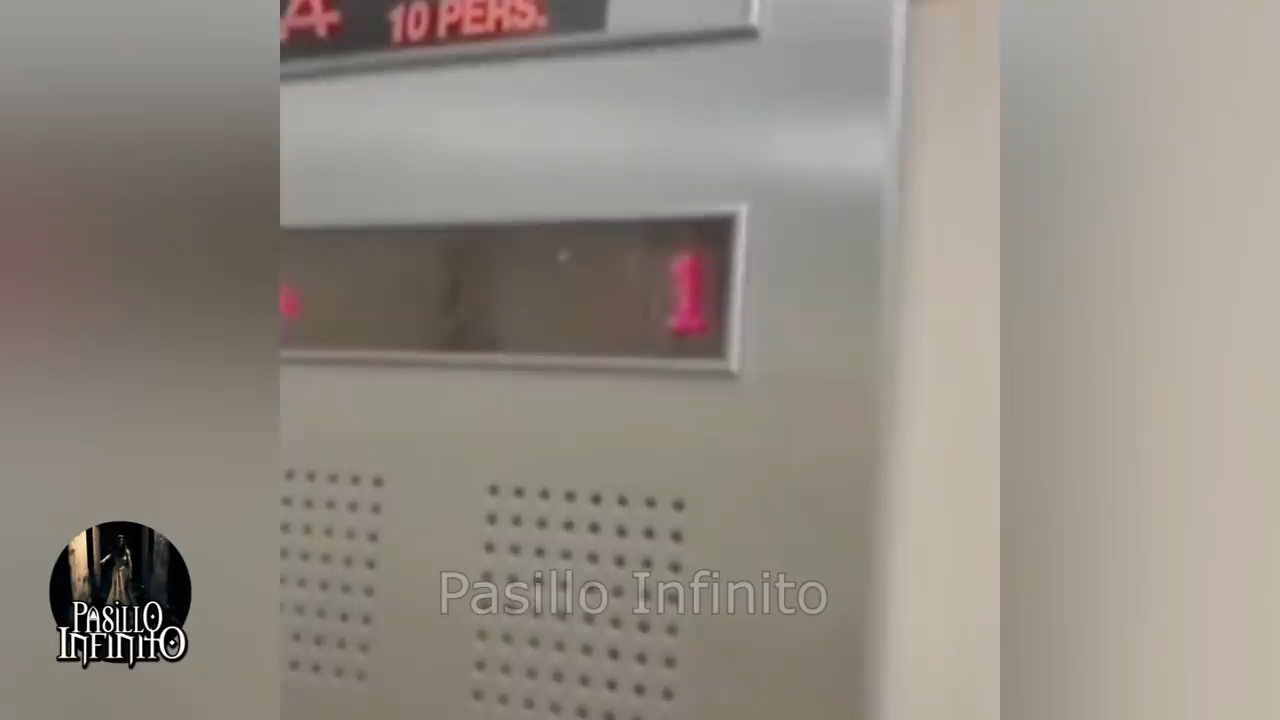 A 10 PERS.
1
Pasillo Infinito
PASILLO
INFINITO